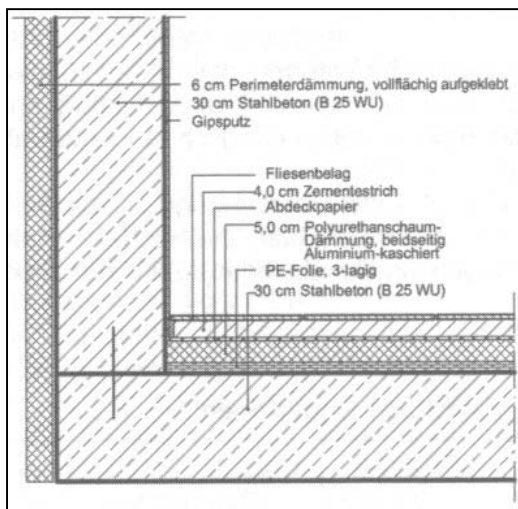 6 cm Perimeterdämmung, vollflächig aufgeklebt
30 cm Stahlbeton (B 25 WU)
Gipsputz
Fliesenbelag
4,0 cm Zementestrich
Abdeckpapier
5,0 cm Polyurethanschaum-
Dämmung, beidseitig
Aluminium-kaschiert
PE-Folie, 3-lagig
30 cm Stahlbeton (B 25 WU)